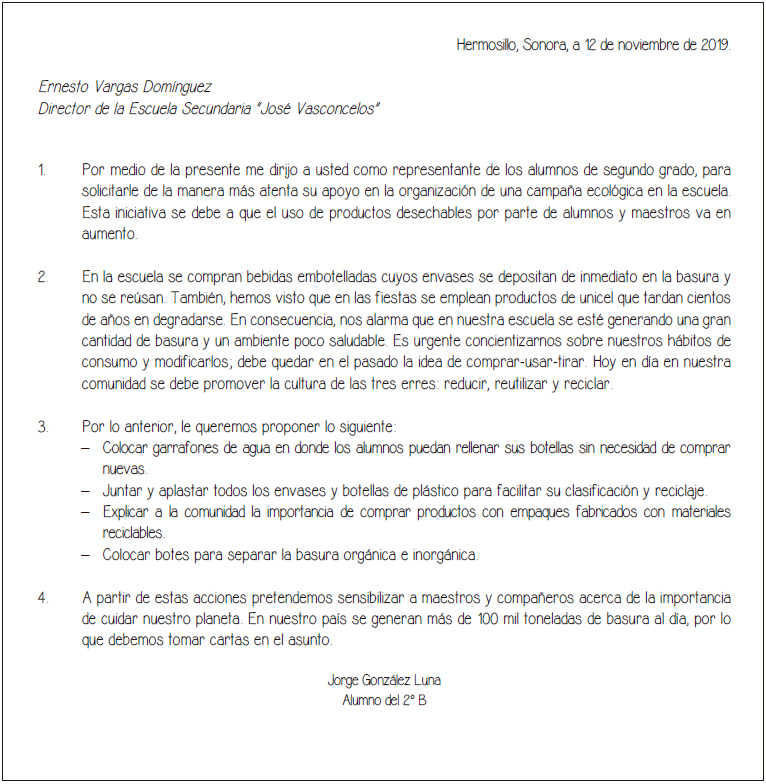 Hermosillo, Sonora, a 12 de noviembre de 2019.
Ernesto Vargas Domínguez
Director de la Escuela Secundaria "José Vasconcelos"
1. Por medio de la presente me dirijo a usted como representante de los alumnos de segundo grado, para
solicitarle de la manera más atenta su apoyo en la organización de una campaña ecológica en la escuela.
Esta iniciativa se debe a que el uso de productos desechables por parte de alumnos y maestros va en
aumento.
2. En la escuela se compran bebidas embotelladas cuyos envases se depositan de inmediato en la basura y
no se reúsan. También, hemos visto que en las fiestas se emplean productos de unicel que tardan cientos
de años en degradarse. En consecuencia, nos alarma que en nuestra escuela se esté generando una gran
cantidad de basura y un ambiente poco saludable. Es urgente concientizarnos sobre nuestros hábitos de
consumo y modificarlos; debe quedar en el pasado la idea de comprar-usar-tirar. Hoy en día en nuestra
comunidad se debe promover la cultura de las tres erres: reducir, reutilizar y reciclar.
3. Por lo anterior, le queremos proponer lo siguiente:
– Colocar garrafones de agua en donde los alumnos puedan rellenar sus botellas sin necesidad de comprar
nuevas.
– Juntar y aplastar todos los envases y botellas de plástico para facilitar su clasificación y reciclaje.
– Explicar a la comunidad la importancia de comprar productos con empaques fabricados con materiales
reciclables.
– Colocar botes para separar la basura orgánica e inorgánica.
4. A partir de estas acciones pretendemos sensibilizar a maestros y compañeros acerca de la importancia
de cuidar nuestro planeta. En nuestro país se generan más de 100 mil toneladas de basura al día, por lo
que debemos tomar cartas en el asunto.
Jorge González Luna
Alumno del 2° B